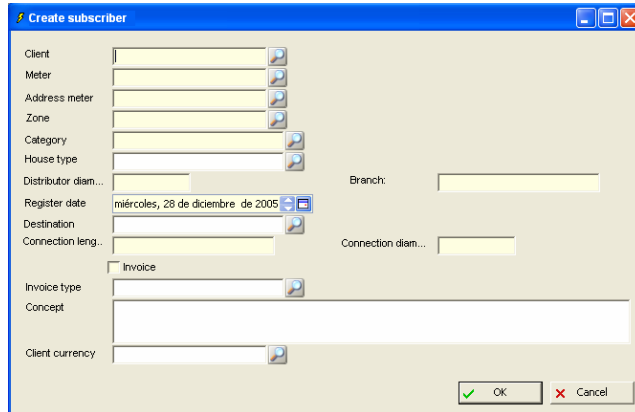 Create subscriber
Client
Meter
Address meter
Zone
Category
House type
Distributor diam...
Branch:
Register date
miércoles, 28 de diciembre de 2005
Destination
Connection leng..
Connection diam...
Invoice
Invoice type
Concept
Client currency
OK
Cancel